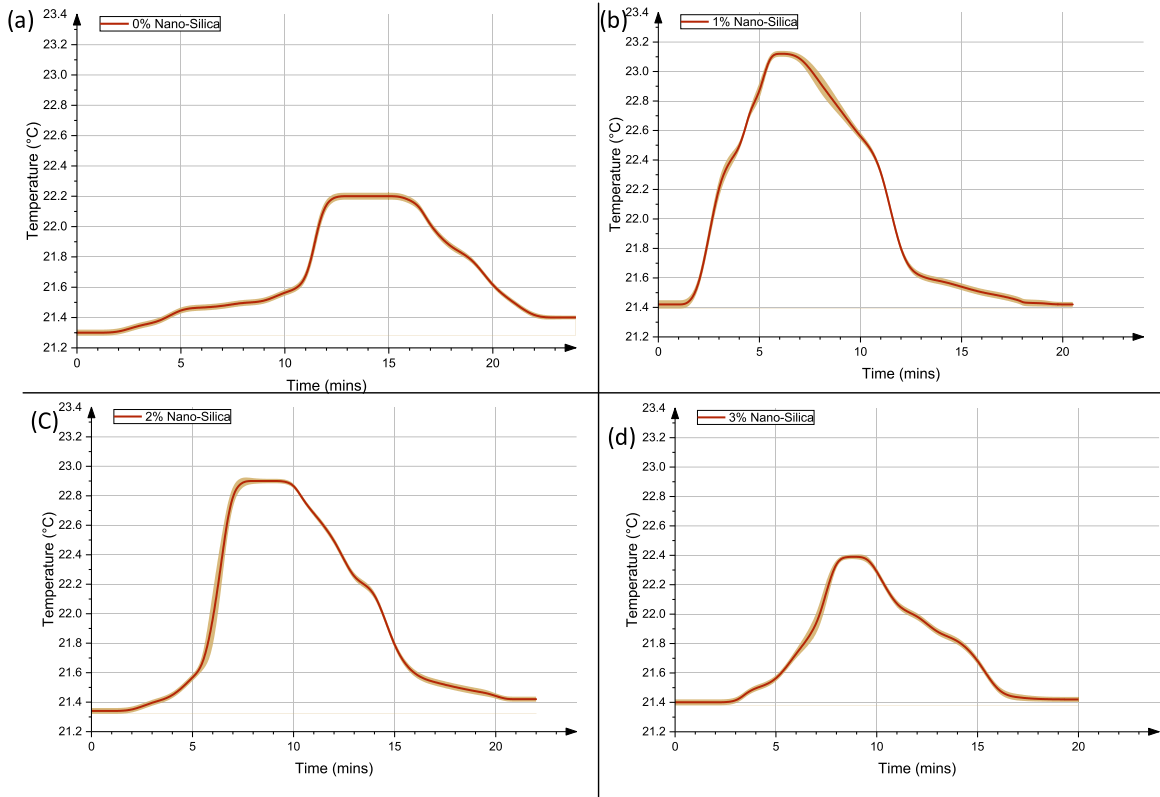 (a)
0% Nano-Silica
23.4
23.2
23.0
22.8
22.6
22.4
22.2
22.0
21.8
21.6
21.4
21.2
Temperature (°C)
0 5 10 15 20
Time (mins)
(b)
1% Nano-Silica
23.4
23.2
23.0
22.8
22.6
22.4
22.2
22.0
21.8
21.6
21.4
21.2
Temperature (°C)
0 5 10 15 20
Time (mins)
(C)
2% Nano-Silica
23.4
23.2
23.0
22.8
22.6
22.4
22.2
22.0
21.8
21.6
21.4
21.2
Temperature (°C)
0 5 10 15 20
Time (mins)
(d)
3% Nano-Silica
23.4
23.2
23.0
22.8
22.6
22.4
22.2
22.0
21.8
21.6
21.4
21.2
Temperature (°C)
0 5 10 15 20
Time (mins)